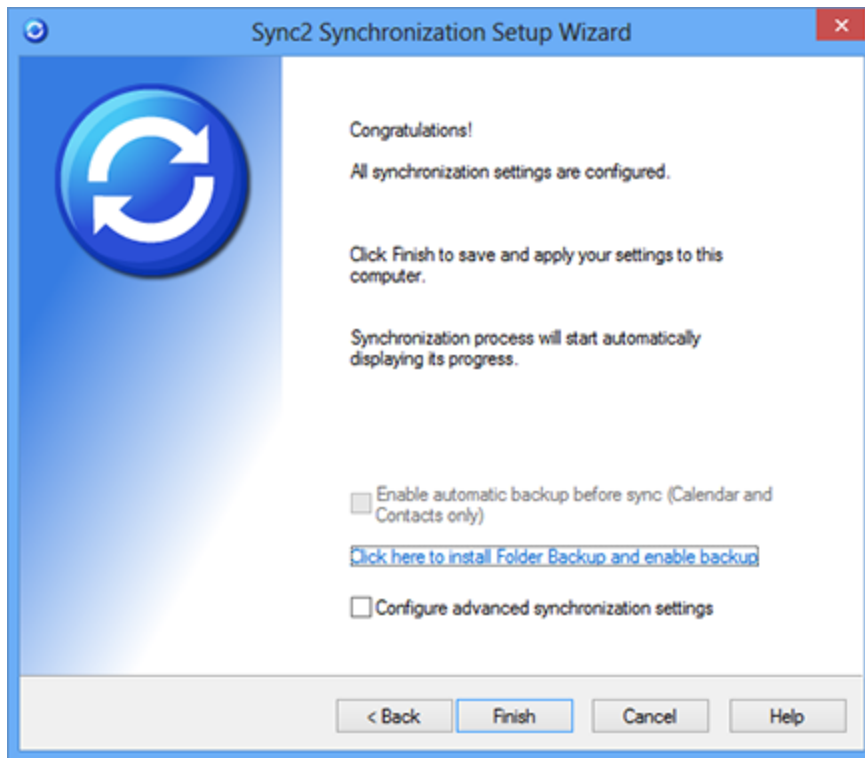 Sync2 Synchronization Setup Wizard
Congratulations!
All synchronization settings are configured.
Click Finish to save and apply your settings to this
computer.
Synchronization process will start automatically
displaying its progress.
Enable automatic backup before sync (Calendar and
Contacts only)
Click here to install Folder Backup and enable backup
Configure advanced synchronization settings
< Back Finish Cancel Help